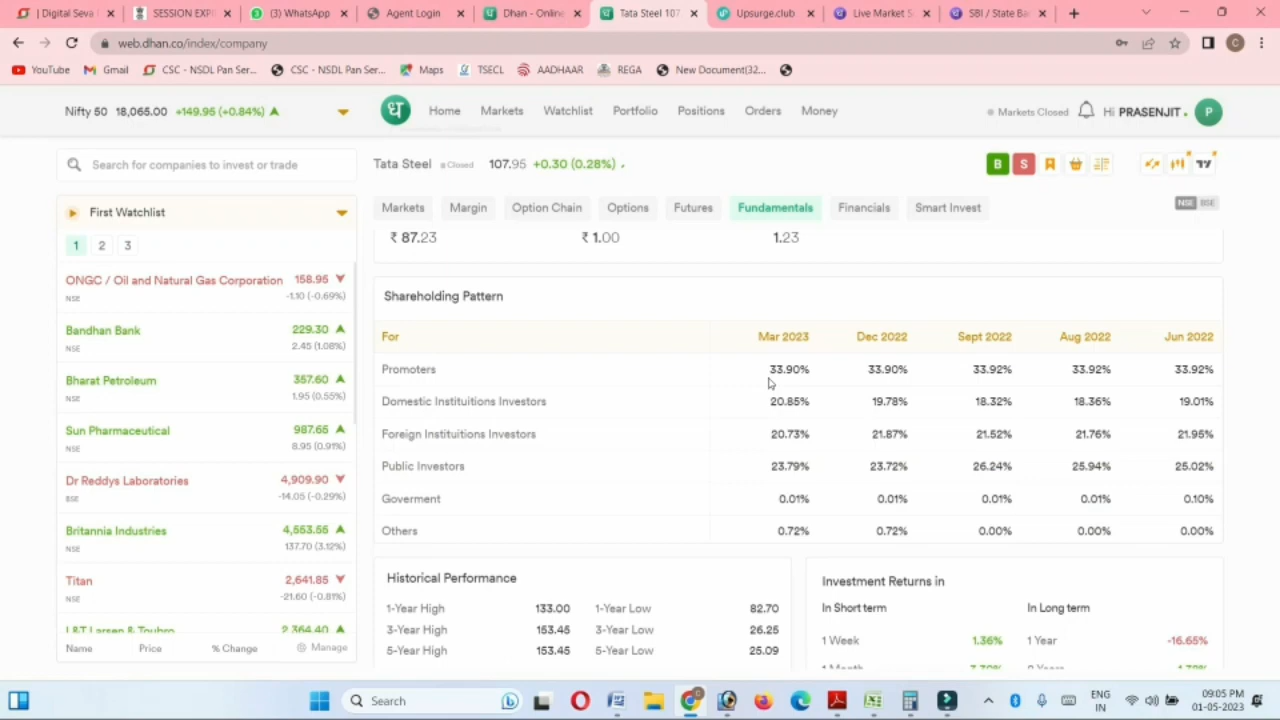 | Digital Seva
SESSION EXP
(3) WhatsApp
Agent Login
Dhan - Online
Tata Steel 107
Upsurge.club
Live Market S
SBI / State Ba
web.dhan.co/index/company
C
YouTube
Gmail
CSC - NSDL Pan Ser...
CSC - NSDL Pan Ser...
Maps
TSECL
AADHAAR
REGA
New Document(32...
Nifty 50 18,065.00 +149.95 (+0.84%)
ध
Home Markets Watchlist Portfolio Positions Orders Money
Markets Closed
Hi PRASENJIT
P
Search for companies to invest or trade
Tata Steel Closed 107.95 +0.30 (0.28%)
B S
First Watchlist
Markets Margin Option Chain Options Futures Fundamentals Financials Smart Invest
NSE BSE
1 2 3
₹ 87.23 ₹ 1.00 1.23
ONGC / Oil and Natural Gas Corporation 158.95
NSE -1.10 (-0.69%)
Bandhan Bank 229.30
NSE 2.45 (1.08%)
Bharat Petroleum 357.60
NSE 1.95 (0.55%)
Sun Pharmaceutical 987.65
NSE 8.95 (0.91%)
Dr Reddys Laboratories 4,909.90
BSE -14.05 (-0.29%)
Britannia Industries 4,553.55
NSE 137.70 (3.12%)
Titan 2,641.85
NSE -21.60 (-0.81%)
L&T Larsen & Toubro 2,364.40
Name Price % Change Manage
Shareholding Pattern
For Mar 2023 Dec 2022 Sept 2022 Aug 2022 Jun 2022
Promoters 33.90% 33.90% 33.92% 33.92% 33.92%
Domestic Instituitions Investors 20.85% 19.78% 18.32% 18.36% 19.01%
Foreign Instituitions Investors 20.73% 21.87% 21.52% 21.76% 21.95%
Public Investors 23.79% 23.72% 26.24% 25.94% 25.02%
Goverment 0.01% 0.01% 0.01% 0.01% 0.10%
Others 0.72% 0.72% 0.00% 0.00% 0.00%
Historical Performance
1-Year High 133.00 1-Year Low 82.70
3-Year High 153.45 3-Year Low 26.25
5-Year High 153.45 5-Year Low 25.09
Investment Returns in
In Short term In Long term
1 Week 1.36% 1 Year -16.65%
1 Month
Search
ENG
IN
09:05 PM
01-05-2023